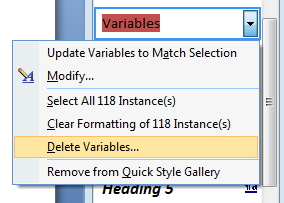 Variables
Update Variables to Match Selection
Modify...
Select All 118 Instance(s)
Clear Formatting of 118 Instance(s)
Delete Variables...
Remove from Quick Style Gallery
Heading 5 ¶a